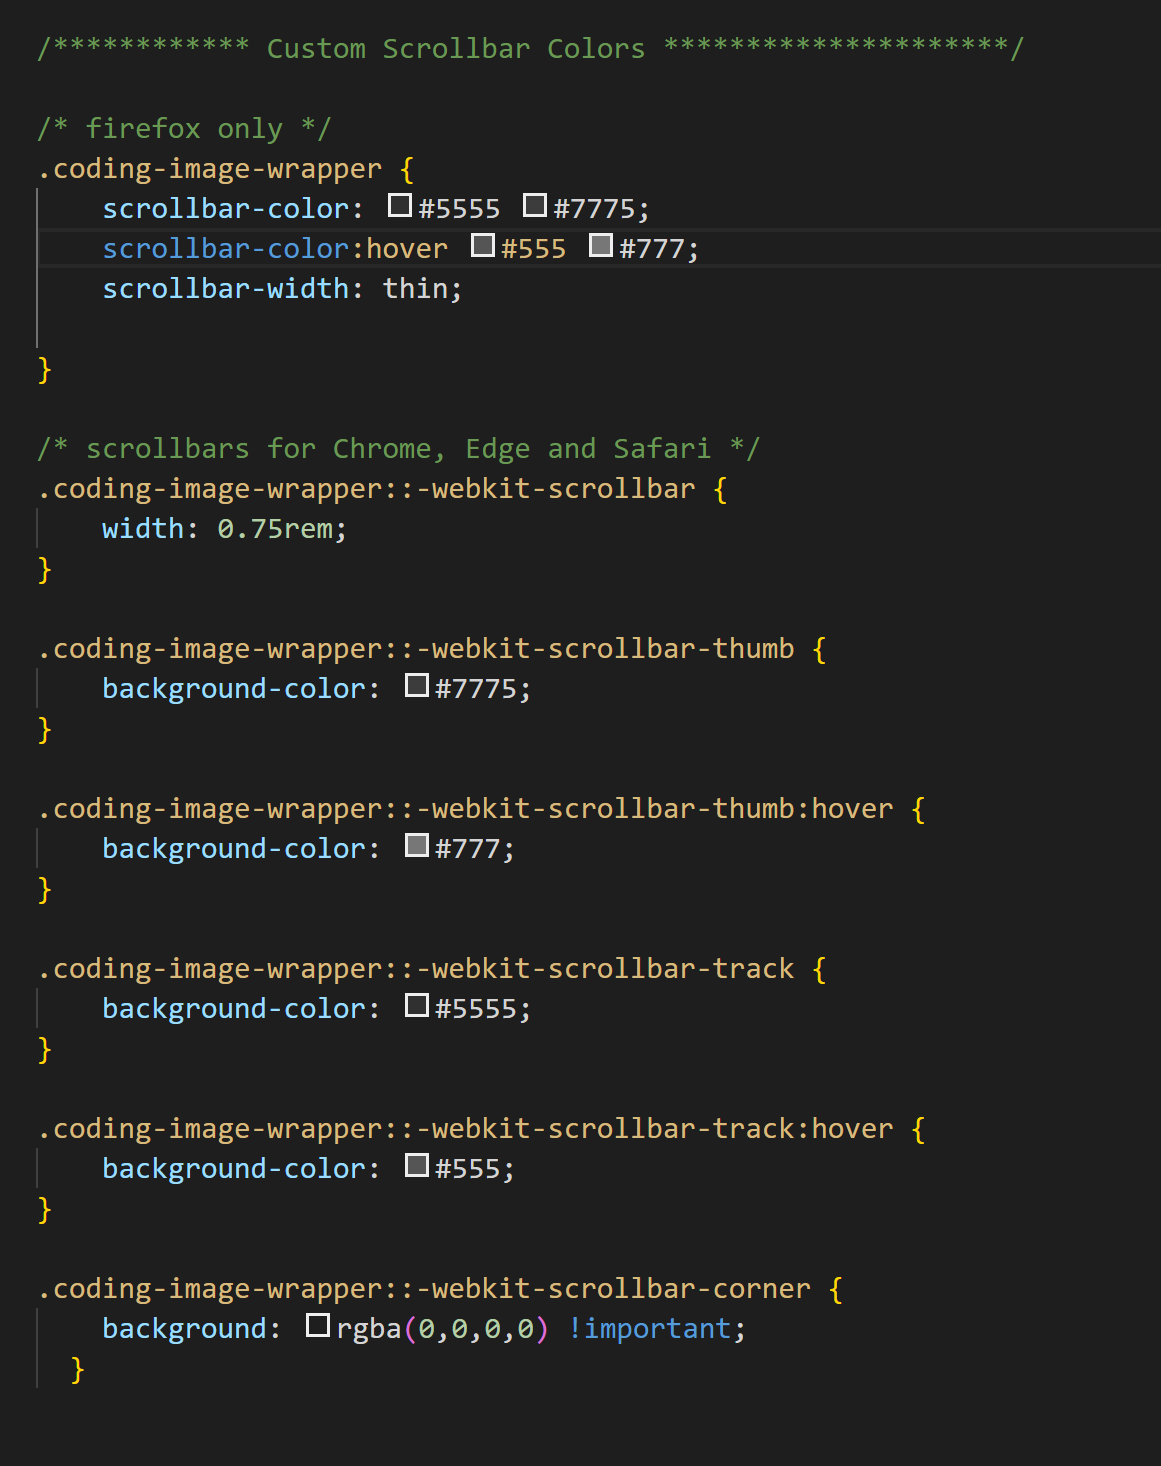 /************ Custom Scrollbar Colors *********************/
/* firefox only */
.coding-image-wrapper {
scrollbar-color: #5555 #7775;
scrollbar-color:hover #555 #777;
scrollbar-width: thin;
}
/* scrollbars for Chrome, Edge and Safari */
.coding-image-wrapper::-webkit-scrollbar {
width: 0.75rem;
}
.coding-image-wrapper::-webkit-scrollbar-thumb {
background-color: #7775;
}
.coding-image-wrapper::-webkit-scrollbar-thumb:hover {
background-color: #777;
}
.coding-image-wrapper::-webkit-scrollbar-track {
background-color: #5555;
}
.coding-image-wrapper::-webkit-scrollbar-track:hover {
background-color: #555;
}
.coding-image-wrapper::-webkit-scrollbar-corner {
background: rgba(0,0,0,0) !important;
}